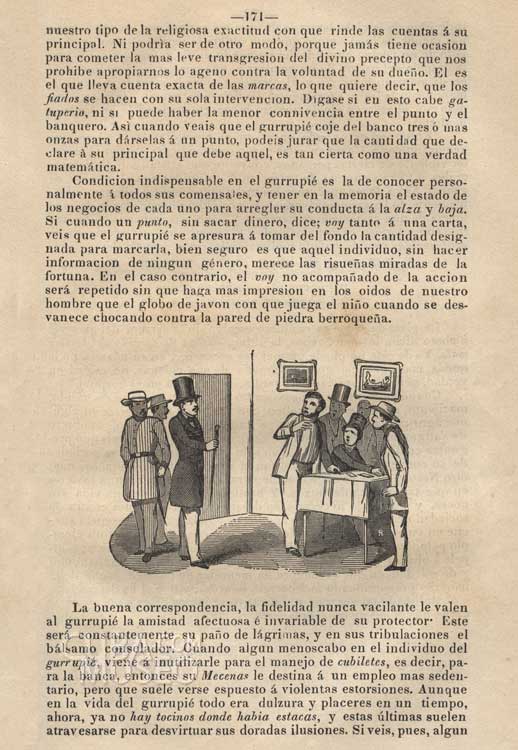 —171—
nuestro tipo de la religiosa exactitud con que rinde las cuentas á su
principal. Ni podria ser de otro modo, porque jamás tiene ocasion
para cometer la mas leve transgresion del divino precepto que nos
prohibe apropiarnos lo ageno contra la voluntad de su dueño. El es
el que lleva cuenta exacta de las marcas, lo que quiere decir, que los
fiados se hacen con su sola intervencion. Digase si en esto cabe ga-
tuperio, ni si puede haber la menor connivencia entre el punto y el
banquero. Asi cuando veais que el gurrupié coje del banco tres ó mas
onzas para dárselas á un punto, podeis jurar que la cantidad que de-
clare à su principal que debe aquel, es tan cierta como una verdad
matemática.
Condicion indispensable en el gurrupié es la de conocer perso-
nalmente á todos sus comensales, y tener en la memoria el estado de
los negocios de cada uno para arregler su conducta á la alza y baja.
Si cuando un punto, sin sacar dinero, dice; voy tanto á una carta,
veis que el gurrupié se apresura á tomar del fondo la cantidad desig-
nada para marcarla, bien seguro es que aquel individuo, sin hacer
informacion de ningun género, merece las risueñas miradas de la
fortuna. En el caso contrario, el voy no acompañado de la accion
será repetido sin que haga mas impresion en los oidos de nuestro
hombre que el globo de javon con que juega el niño cuando se des-
vanece chocando contra la pared de piedra berroqueña.
La buena correspondencia, la fidelidad nunca vacilante le valen
al gurrupié la amistad afectuosa é invariable de su protector· Este
será constantemente su paño de lágrimas, y en sus tribulaciones el
bálsamo consolador. Cuando algun menoscabo en el individuo del
gurrupié, viene á inutilizarle para el manejo de cubiletes, es decir, pa-
ra la banca, entonces su Mecenas le destina á un empleo mas seden-
tario, pero que suele verse espuesto á violentas estorsiones. Aunque
en la vida del gurrupié todo era dulzura y placeres en un tiempo,
ahora, ya no hay tocinos donde habia estacas, y estas últimas suelen
atravesarse para desvirtuar sus doradas ilusiones. Si veis, pues, algun